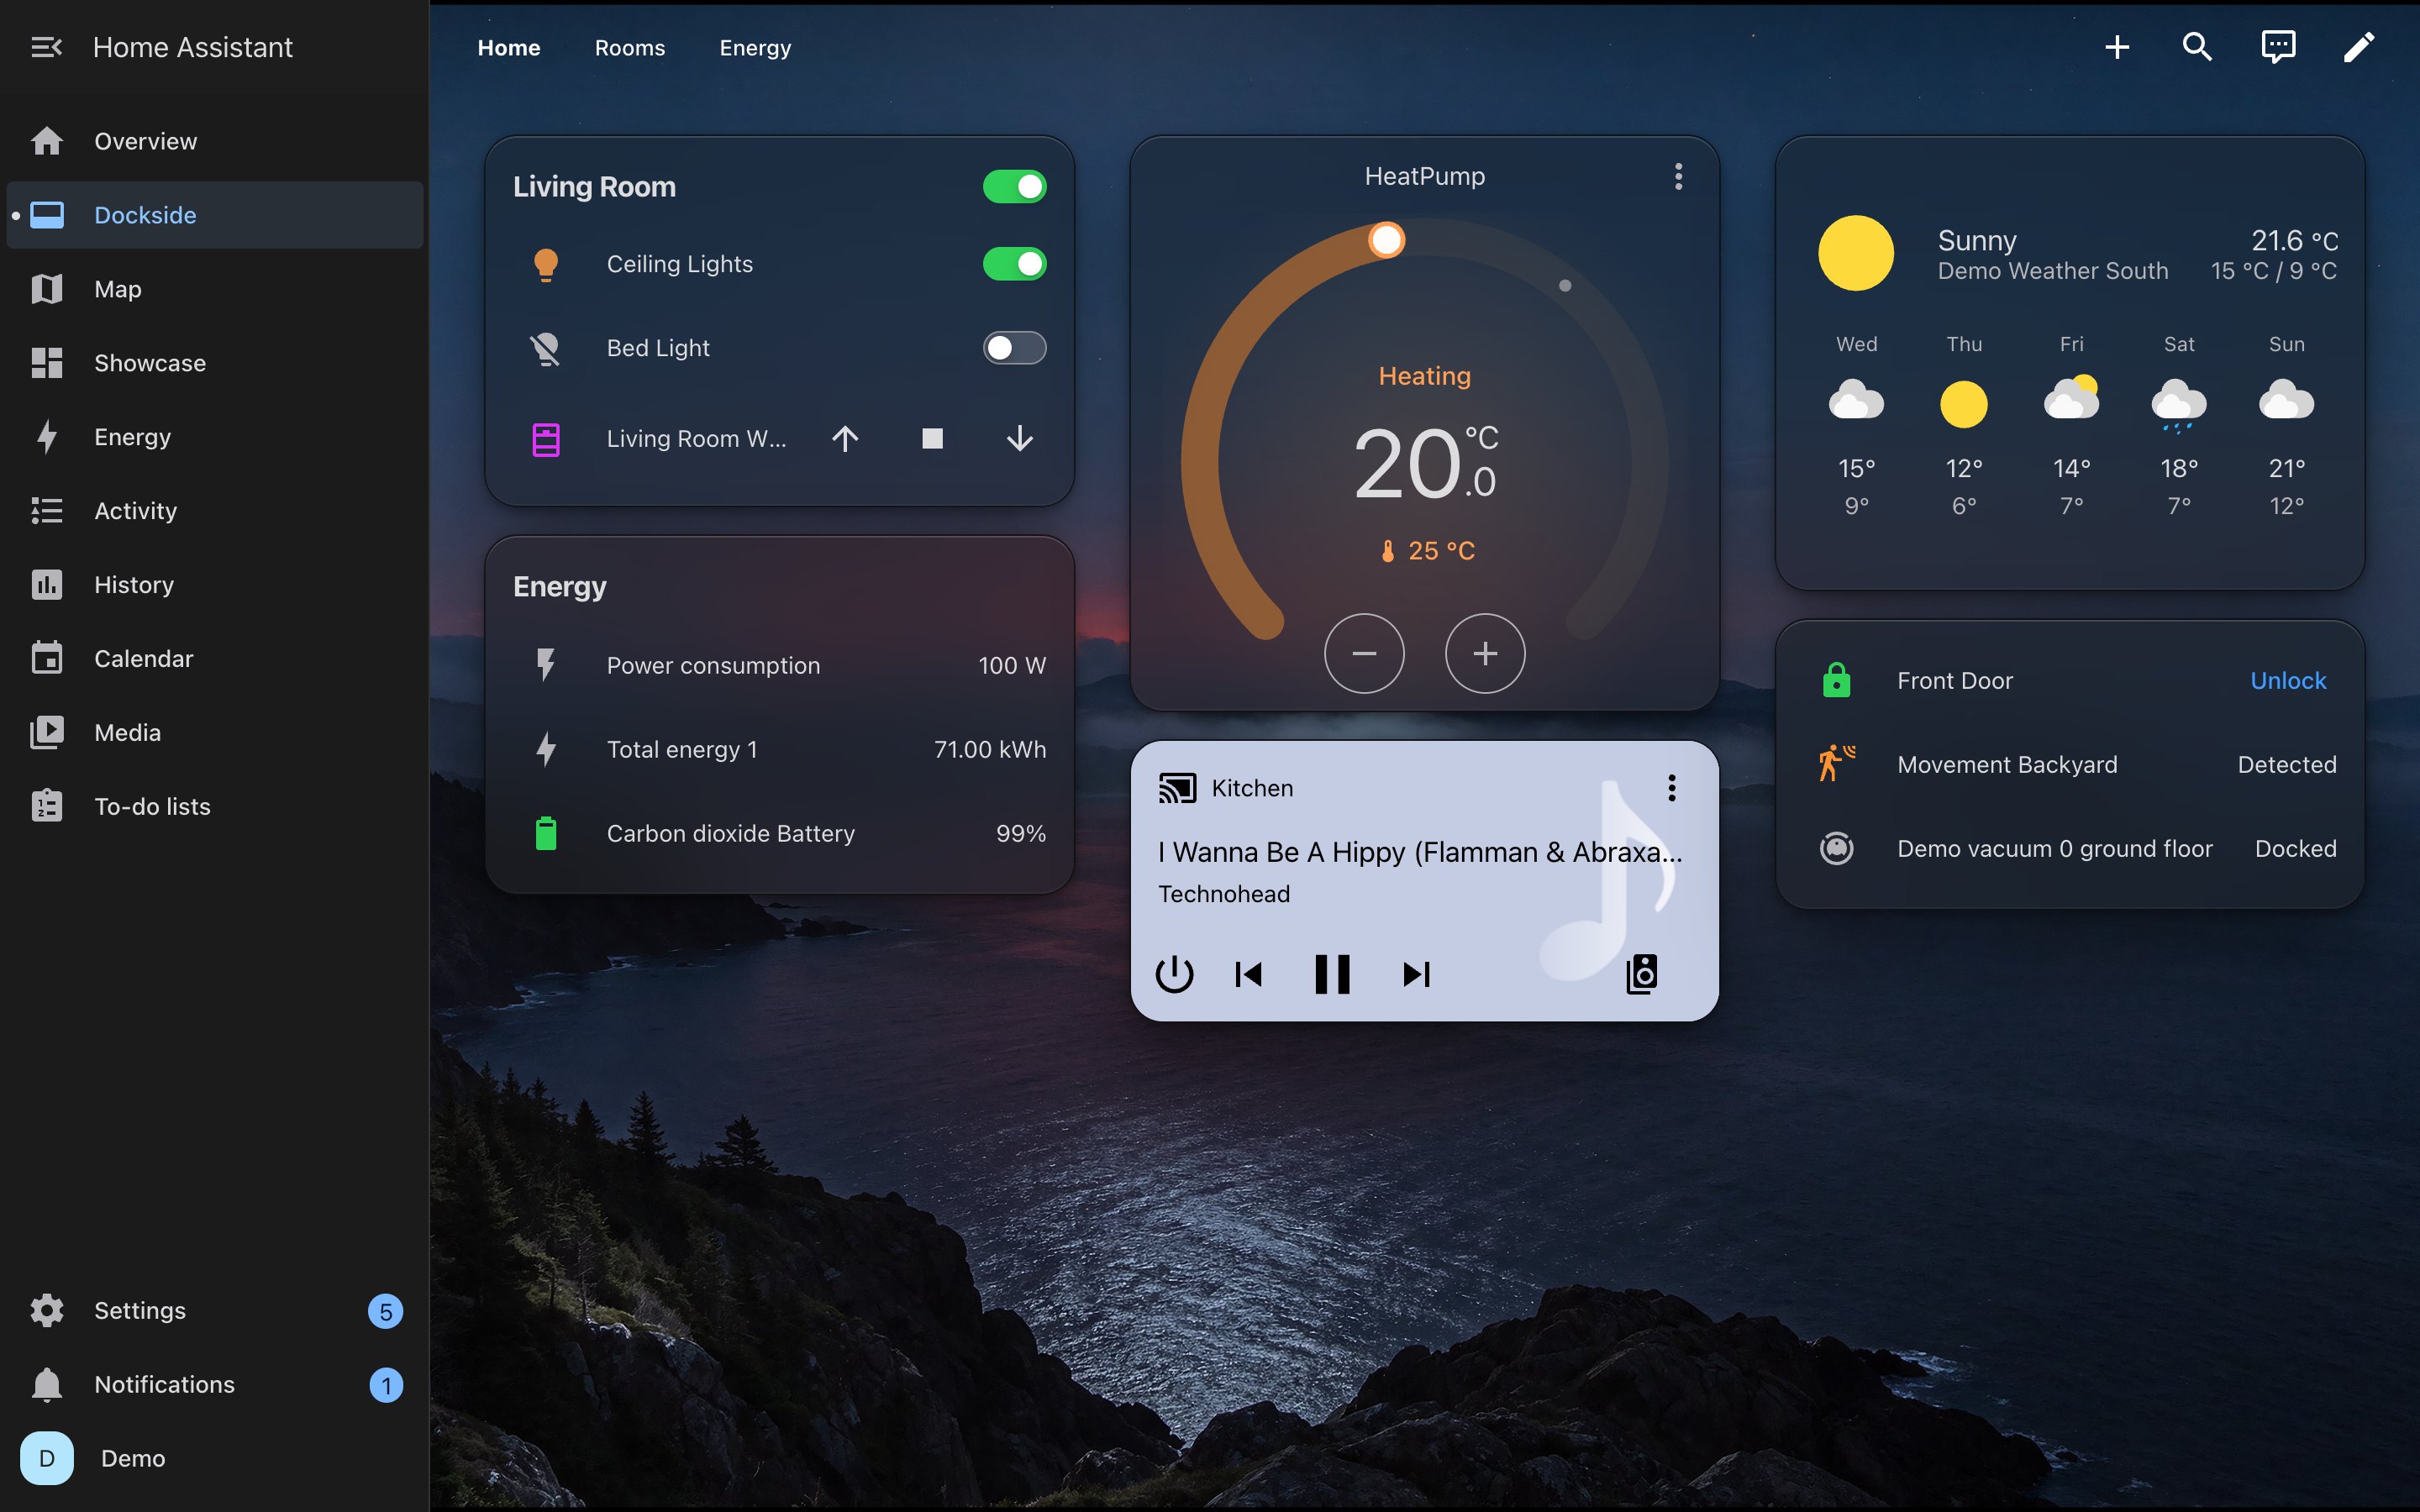 Home Assistant
Overview
Dockside
Map
Showcase
Energy
Activity
History
Calendar
Media
To-do lists
Settings 5
Notifications 1
D Demo
Home Rooms Energy
Living Room
Ceiling Lights
Bed Light
Living Room W...
Energy
Power consumption 100 W
Total energy 1 71.00 kWh
Carbon dioxide Battery 99%
HeatPump
Heating
20.0 °C
25 °C
Kitchen
I Wanna Be A Hippy (Flamman & Abraxa...
Technohead
Sunny 21.6 °C
Demo Weather South 15 °C / 9 °C
Wed Thu Fri Sat Sun
15° 12° 14° 18° 21°
9° 6° 7° 7° 12°
Front Door Unlock
Movement Backyard Detected
Demo vacuum 0 ground floor Docked